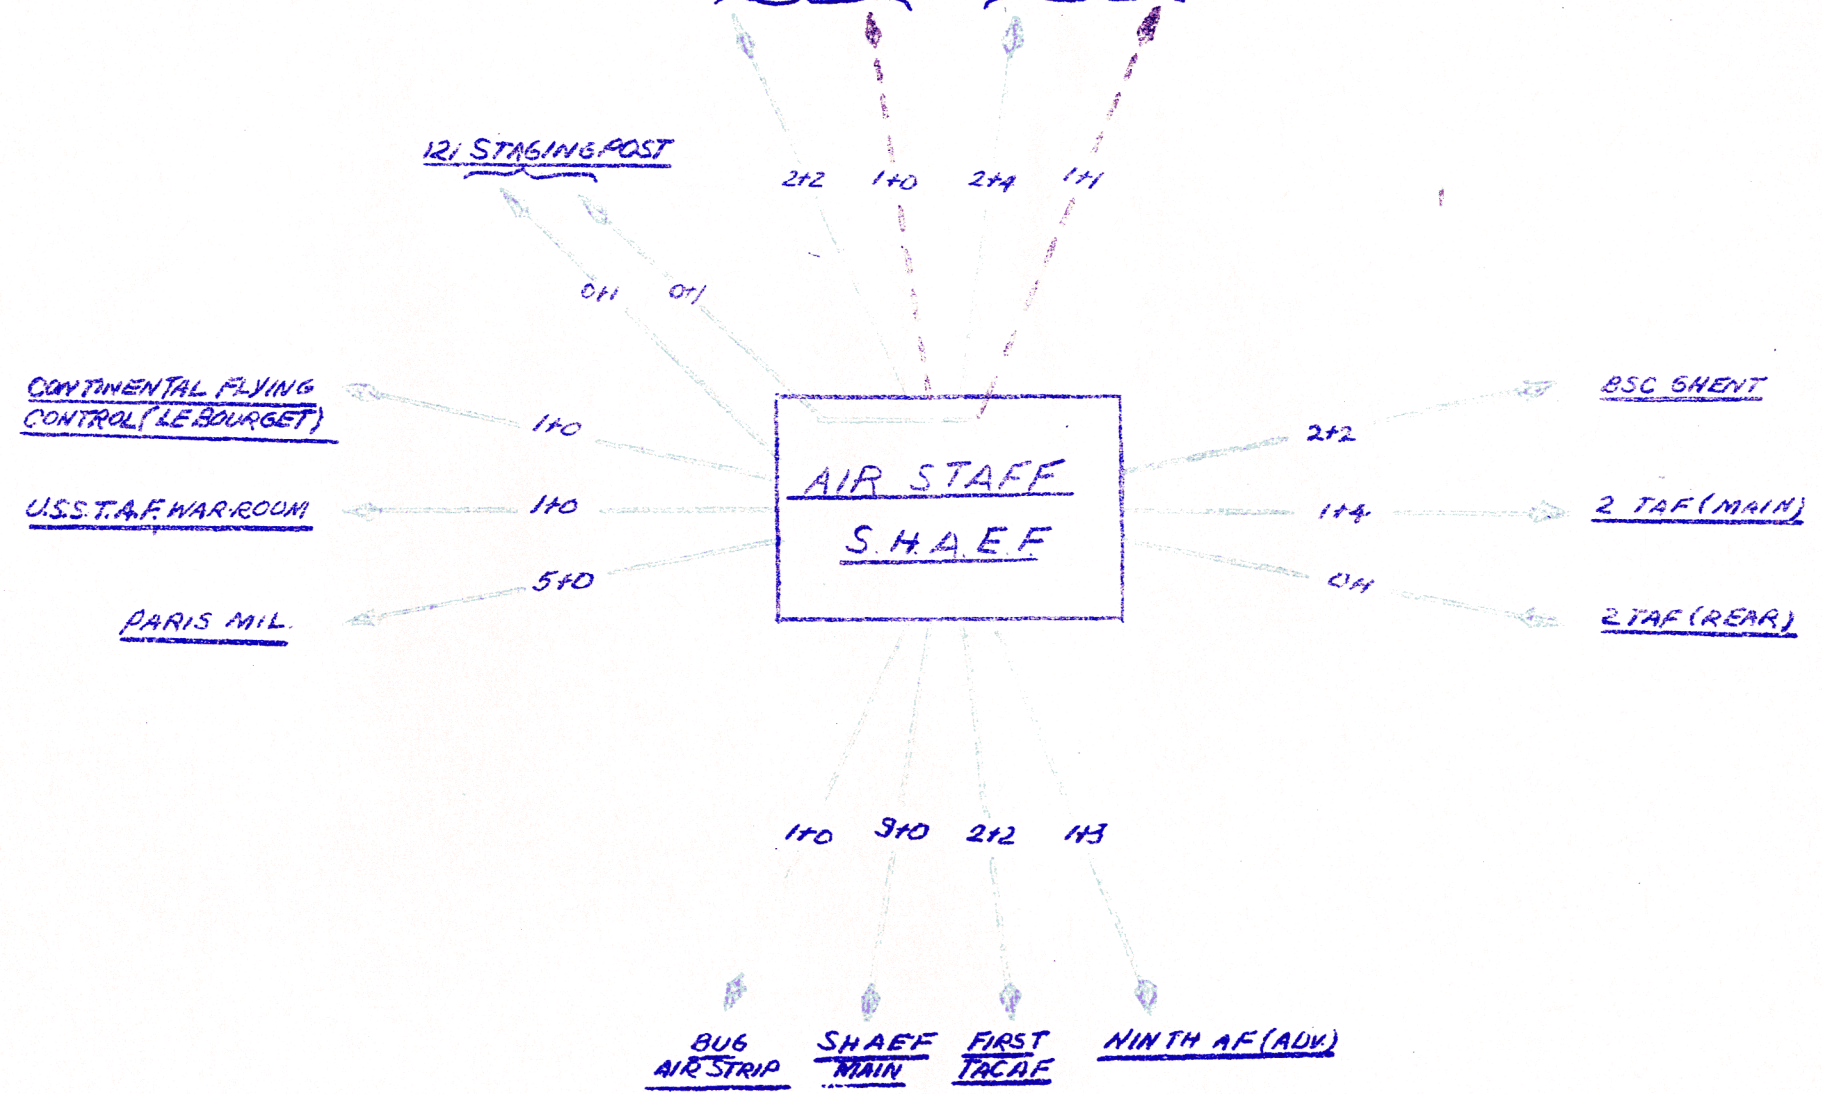 121 STAGING POST
2+2 1+0 2+4 1+1
0+1 0+1
CONTINENTAL FLYING
CONTROL (LE BOURGET)
1+0
BSC GHENT
2+2
AIR STAFF
S.H.A.E.F.
U.S.S.T.A.F. WAR-ROOM
1+0
1+4
2 TAF (MAIN)
PARIS MIL.
5+0
2 TAF (REAR)
1+0 9+0 2+2 1+3
BUG
AIR STRIP
SHAEF
MAIN
FIRST
TACAF
NINTH AF (ADV.)